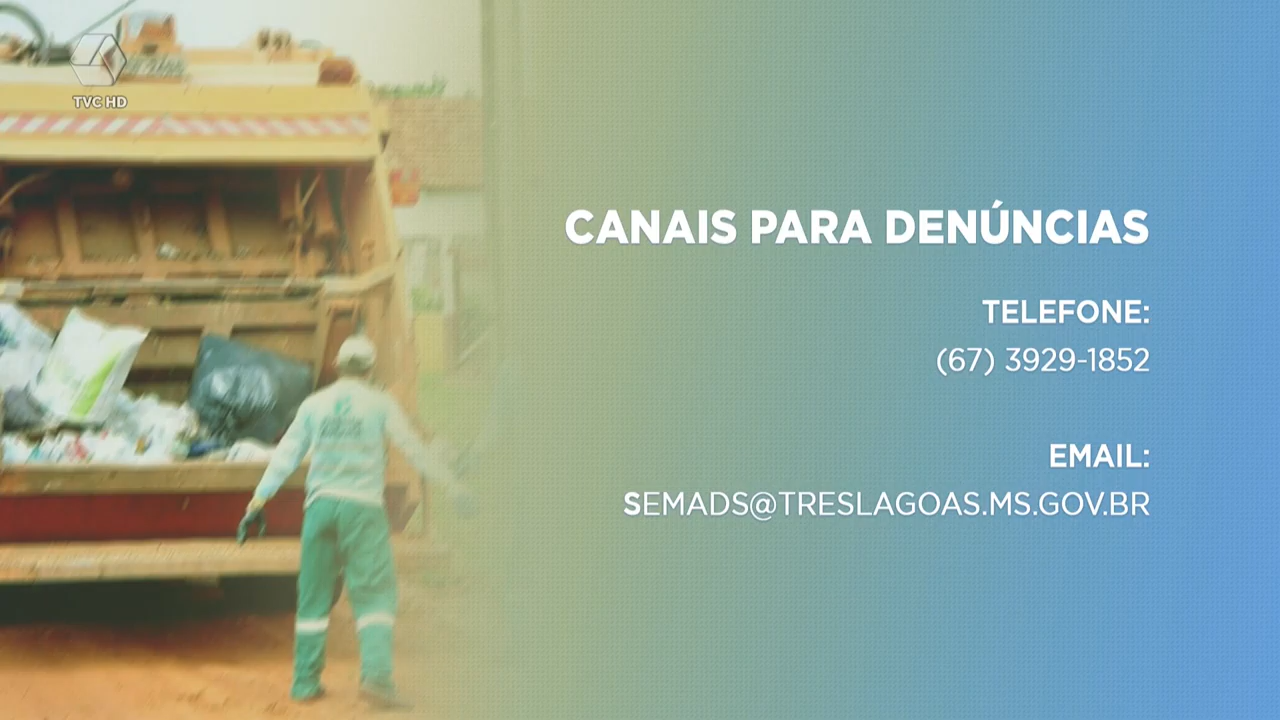 TVC HD
CANAIS PARA DENÚNCIAS
TELEFONE:
(67) 3929-1852
EMAIL:
SEMADS@TRESLAGOAS.MS.GOV.BR